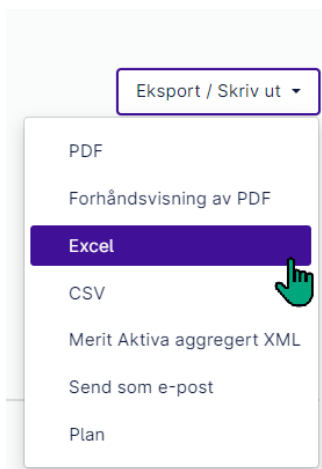 Eksport / Skriv ut
PDF
Forhåndsvisning av PDF
Excel
CSV
Merit Aktiva aggregert XML
Send som e-post
Plan